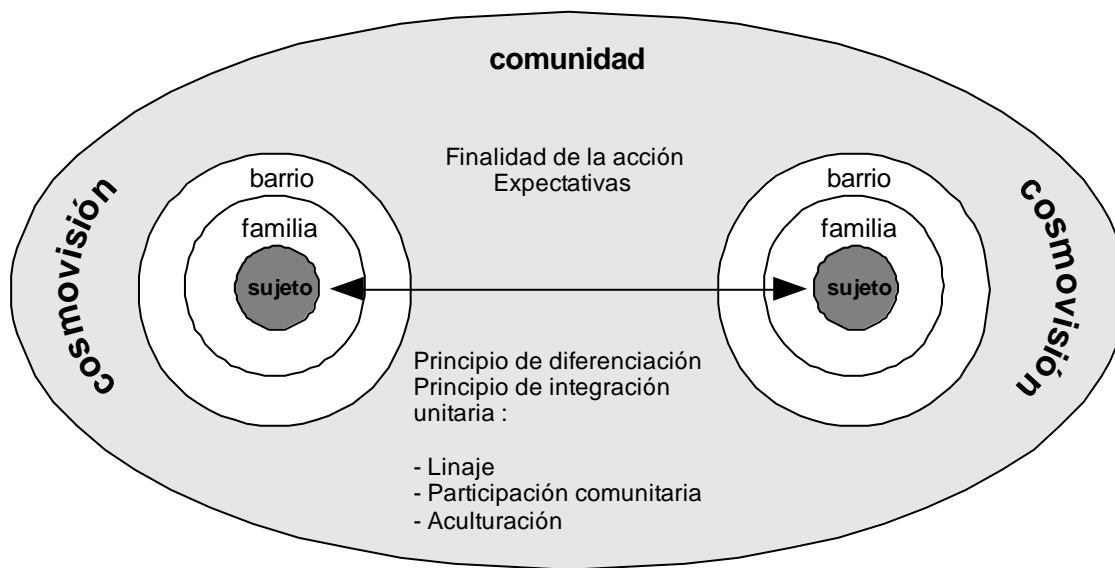 comunidad
Finalidad de la acción
Expectativas
cosmovisión
barrio
familia
sujeto
barrio
familia
sujeto
cosmovisión
Principio de diferenciación
Principio de integración
unitaria :
- Linaje
- Participación comunitaria
- Aculturación